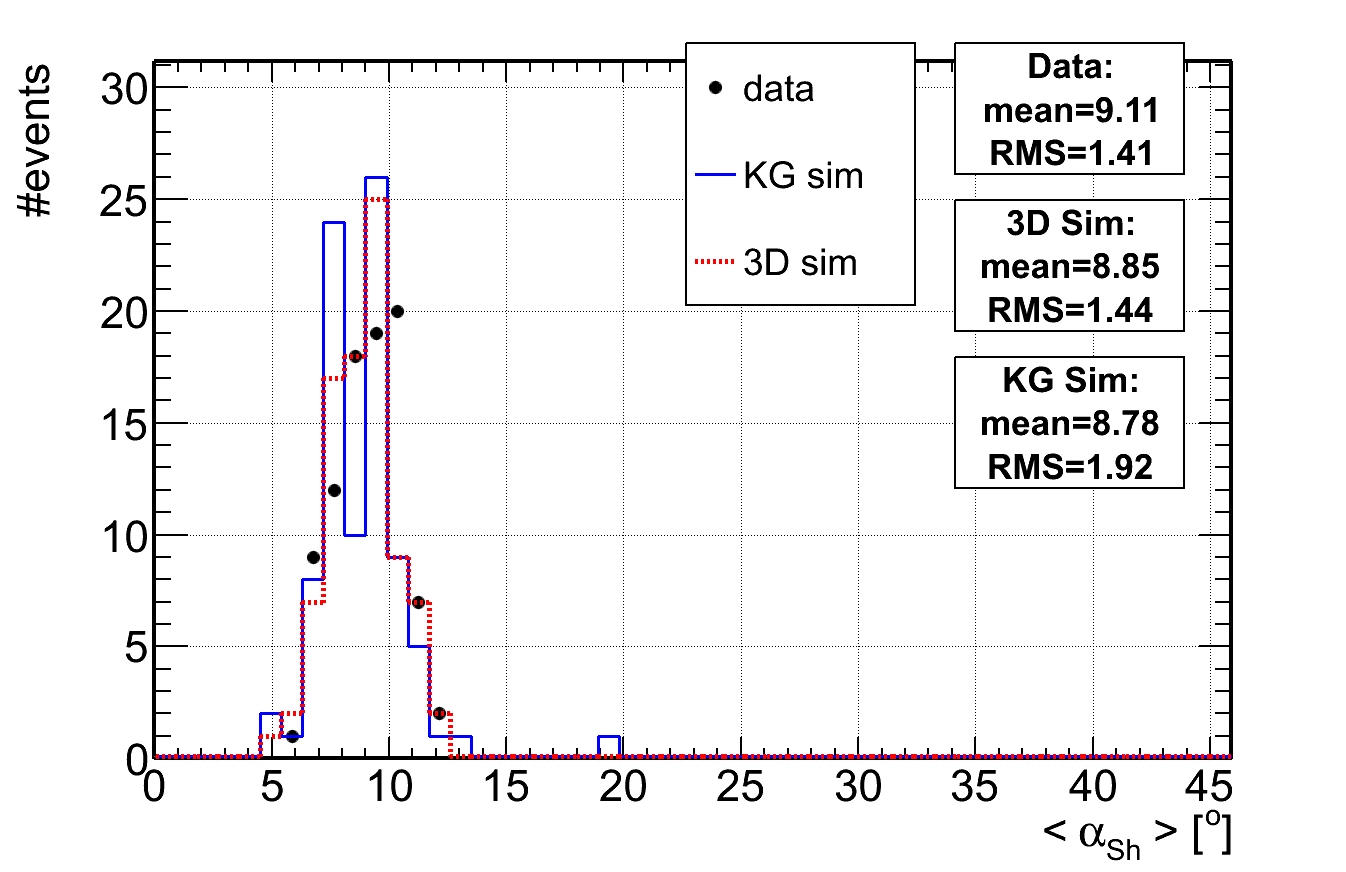 #events
30
25
20
15
10
5
0
data
KG sim
3D sim
Data:
mean=9.11
RMS=1.41
3D Sim:
mean=8.85
RMS=1.44
KG Sim:
mean=8.78
RMS=1.92
0 5 10 15 20 25 30 35 40 45
< α_Sh > [º]